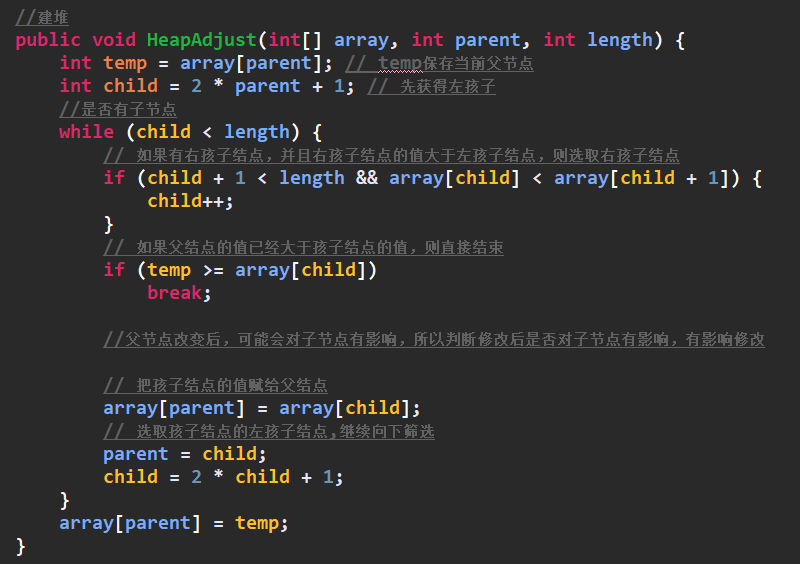 //建堆
public void HeapAdjust(int[] array, int parent, int length) {
int temp = array[parent]; // temp保存当前父节点
int child = 2 * parent + 1; // 先获得左孩子
//是否有子节点
while (child < length) {
// 如果有右孩子结点，并且右孩子结点的值大于左孩子结点，则选取右孩子结点
if (child + 1 < length && array[child] < array[child + 1]) {
child++;
}
// 如果父结点的值已经大于孩子结点的值，则直接结束
if (temp >= array[child])
break;
//父节点改变后，可能会对子节点有影响，所以判断修改后是否对子节点有影响，有影响修改
// 把孩子结点的值赋给父结点
array[parent] = array[child];
// 选取孩子结点的左孩子结点,继续向下筛选
parent = child;
child = 2 * child + 1;
}
array[parent] = temp;
}